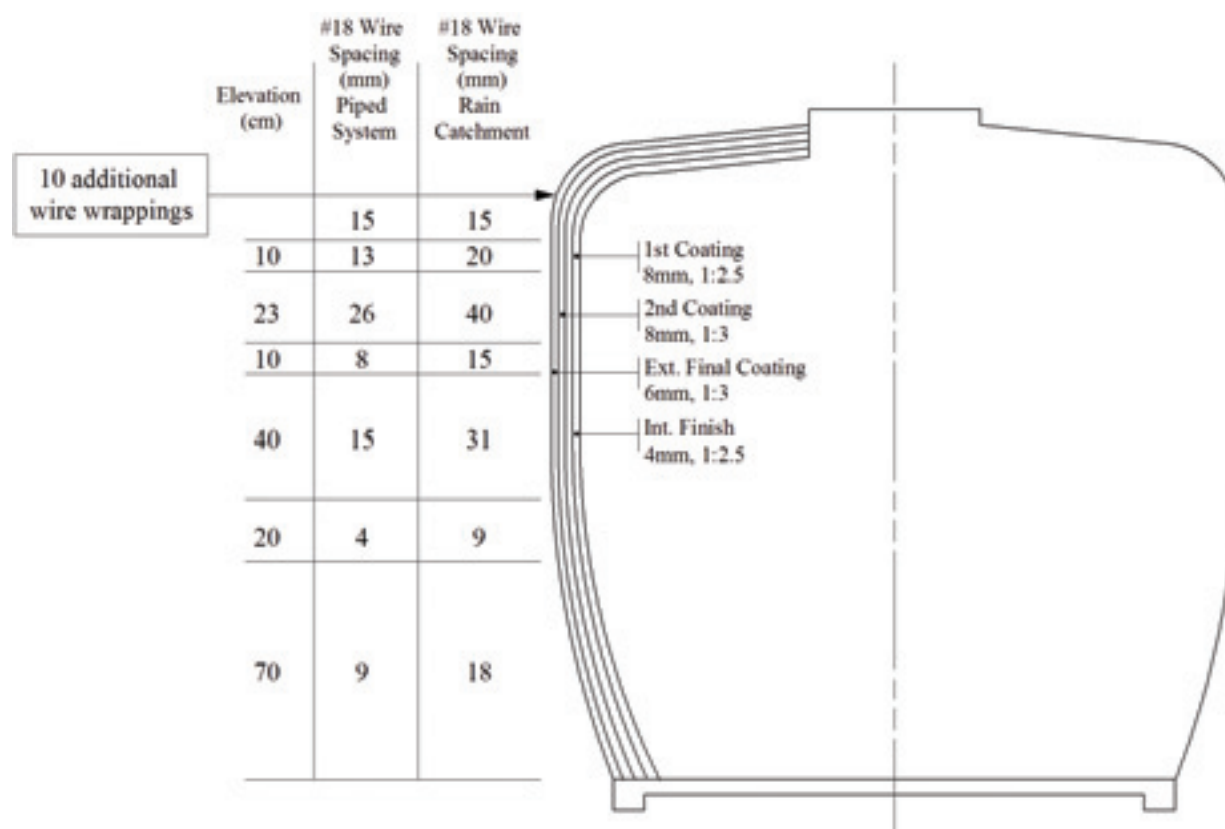 Elevation
(cm)
#18 Wire
Spacing
(mm)
Piped
System
#18 Wire
Spacing
(mm)
Rain
Catchment
10 additional
wire wrappings
15 15
10 13 20
23 26 40
10 8 15
40 15 31
20 4 9
70 9 18
1st Coating
8mm, 1:2.5
2nd Coating
8mm, 1:3
Ext. Final Coating
6mm, 1:3
Int. Finish
4mm, 1:2.5